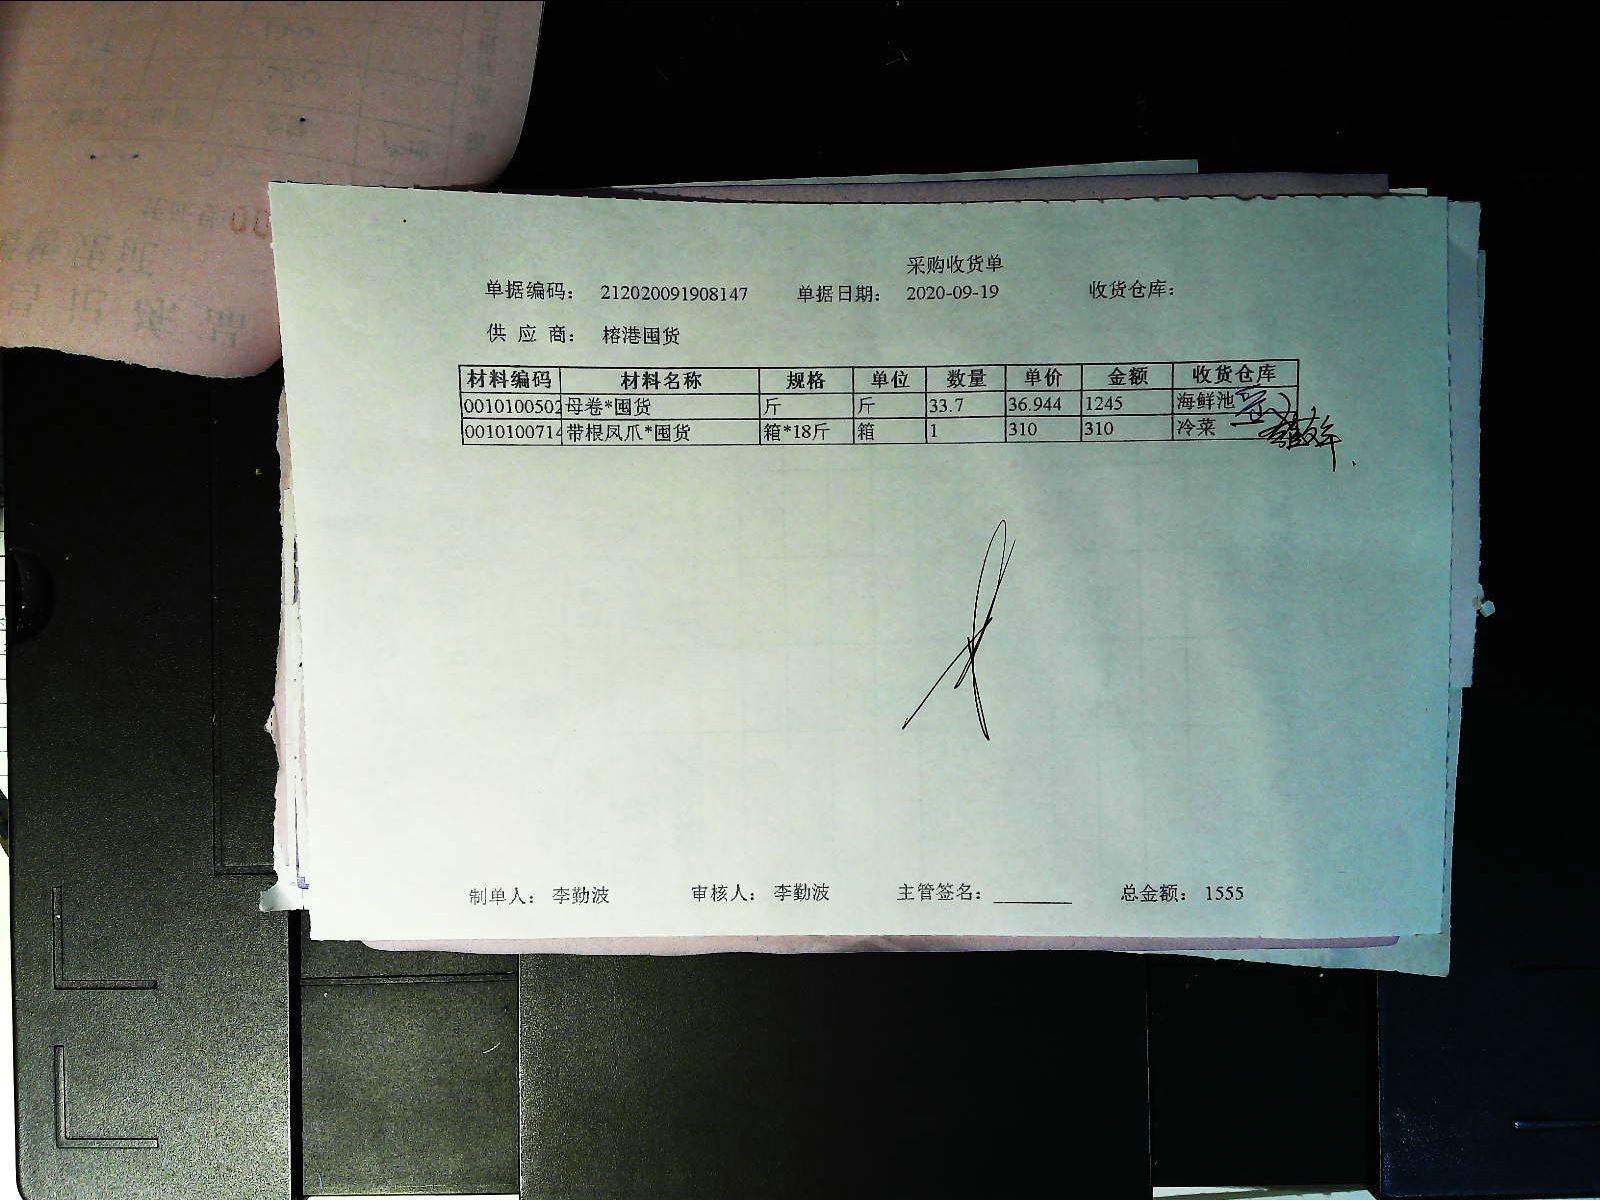 采购收货单
单据编码： 212020091908147 单据日期： 2020-09-19 收货仓库：
供 应 商： 榕港囤货
材料编码 材料名称 规格 单位 数量 单价 金额 收货仓库
0010100502 母卷*囤货 斤 斤 33.7 36.944 1245 海鲜池
0010100714 带根凤爪*囤货 箱*18斤 箱 1 310 310 冷菜
制单人： 李勤波 审核人： 李勤波 主管签名：________ 总金额： 1555